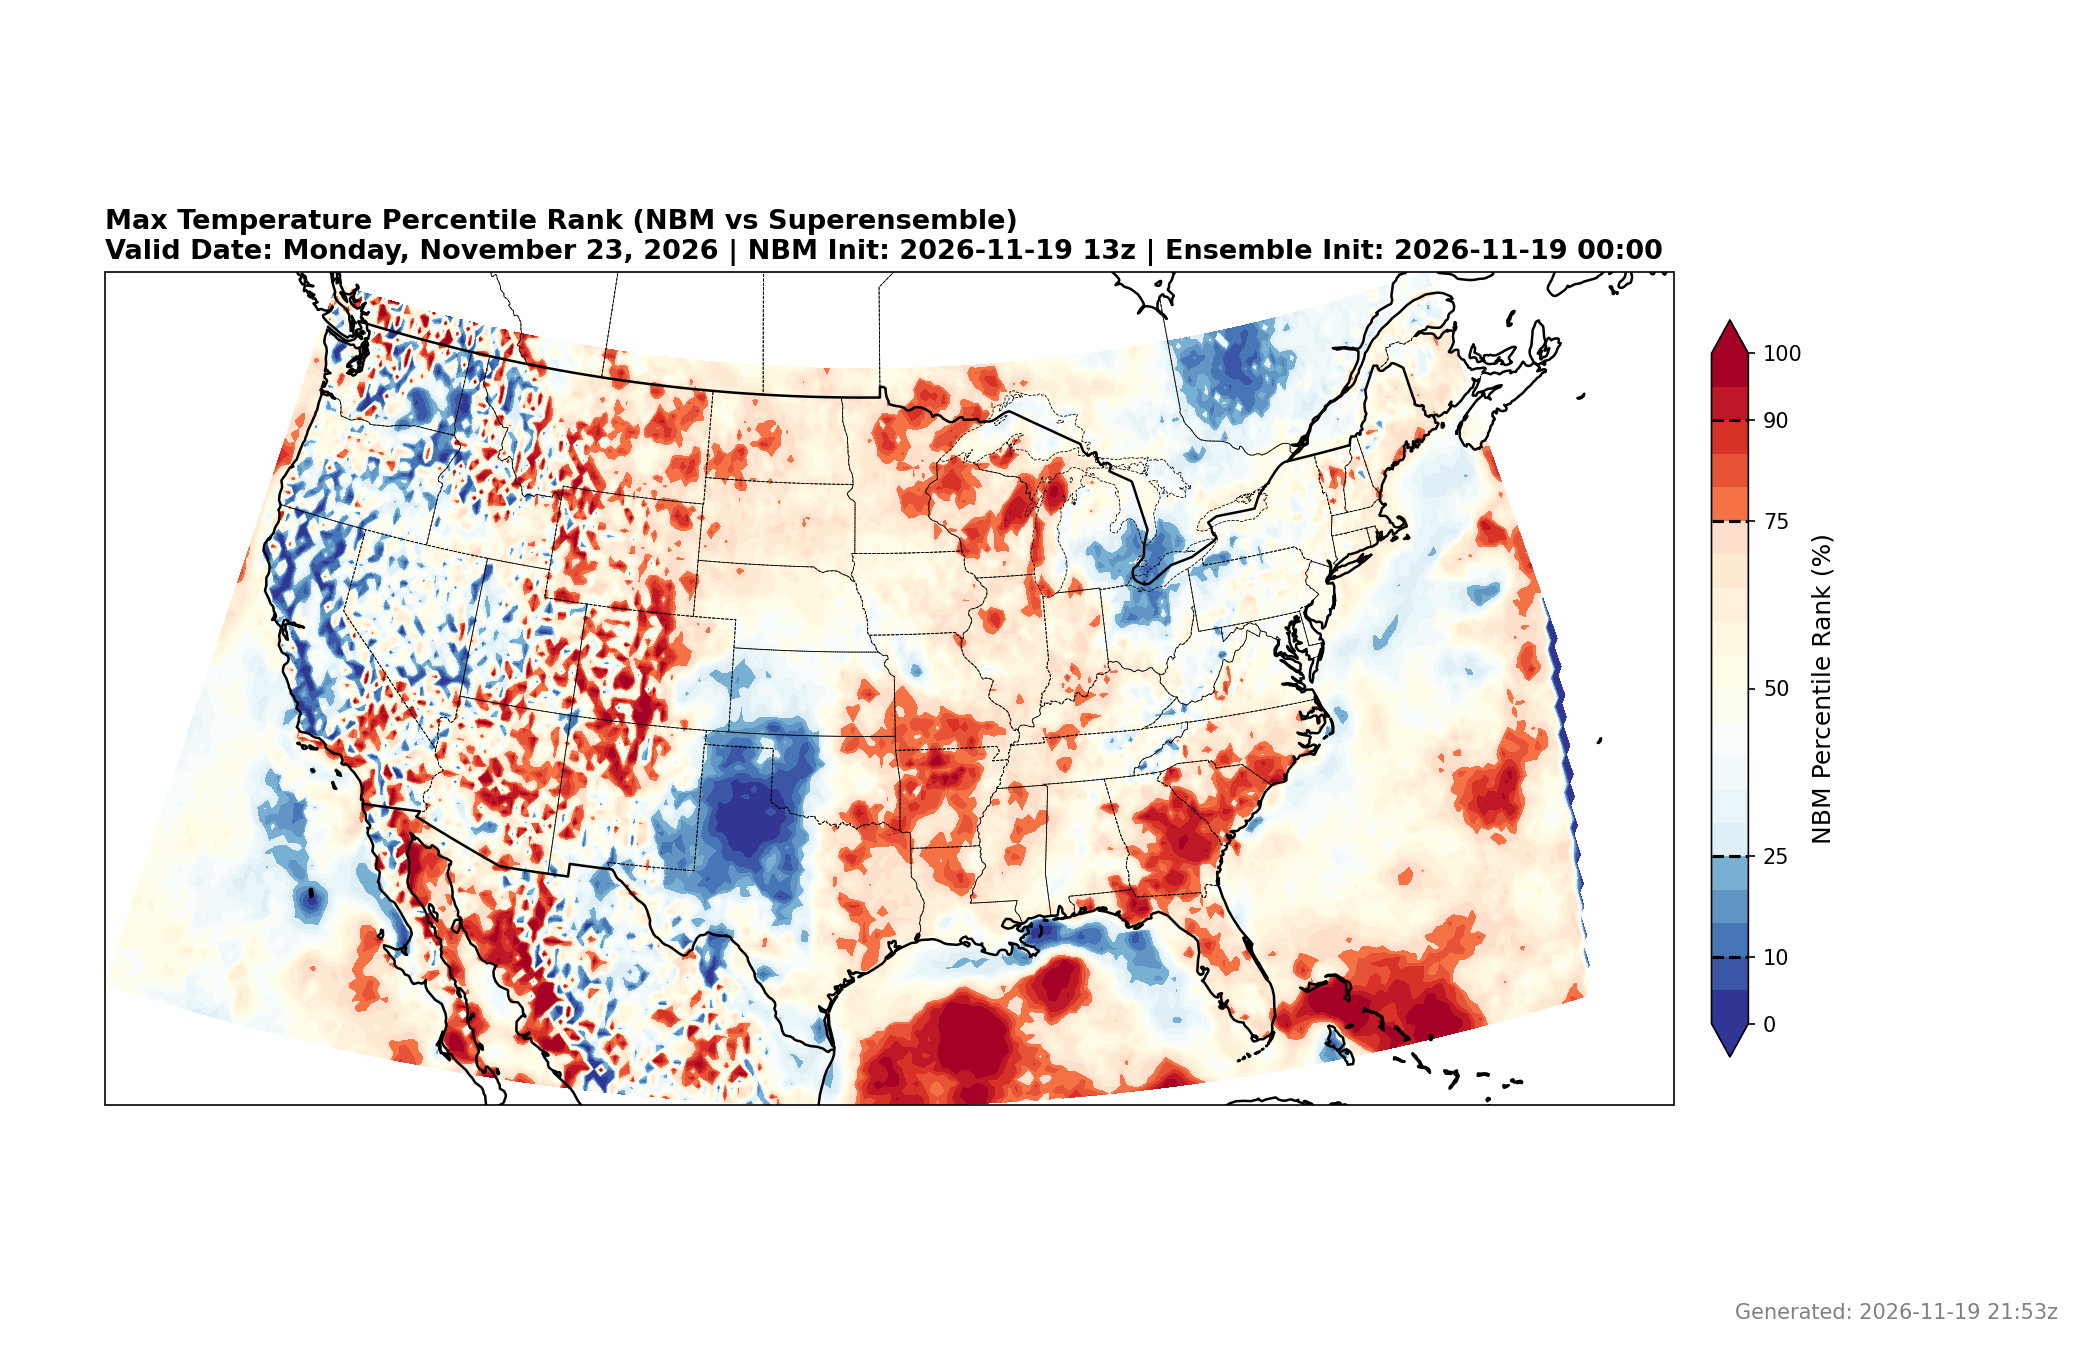 Max Temperature Percentile Rank (NBM vs Superensemble)
Valid Date: Monday, November 23, 2026 | NBM Init: 2026-11-19 13z | Ensemble Init: 2026-11-19 00:00
100
90
75
50
25
10
0
NBM Percentile Rank (%)
Generated: 2026-11-19 21:53z